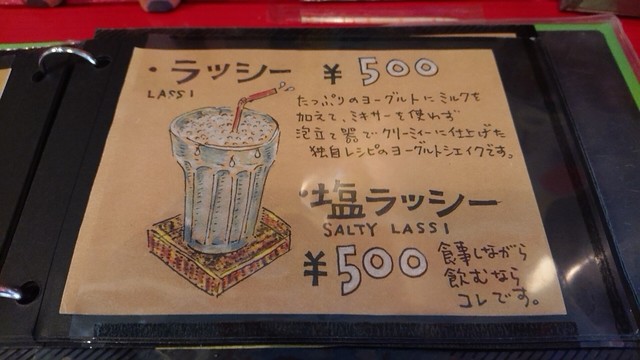 ・ラッシー ¥500
LASSI
たっぷりのヨーグルトにミルクを
加えて、ミキサーを使わず
泡立て器でクリーミィーに仕上げた
独自レシピのヨーグルトシェイクです。
・塩ラッシー
SALTY LASSI
¥500
食事しながら
飲むなら
コレです。